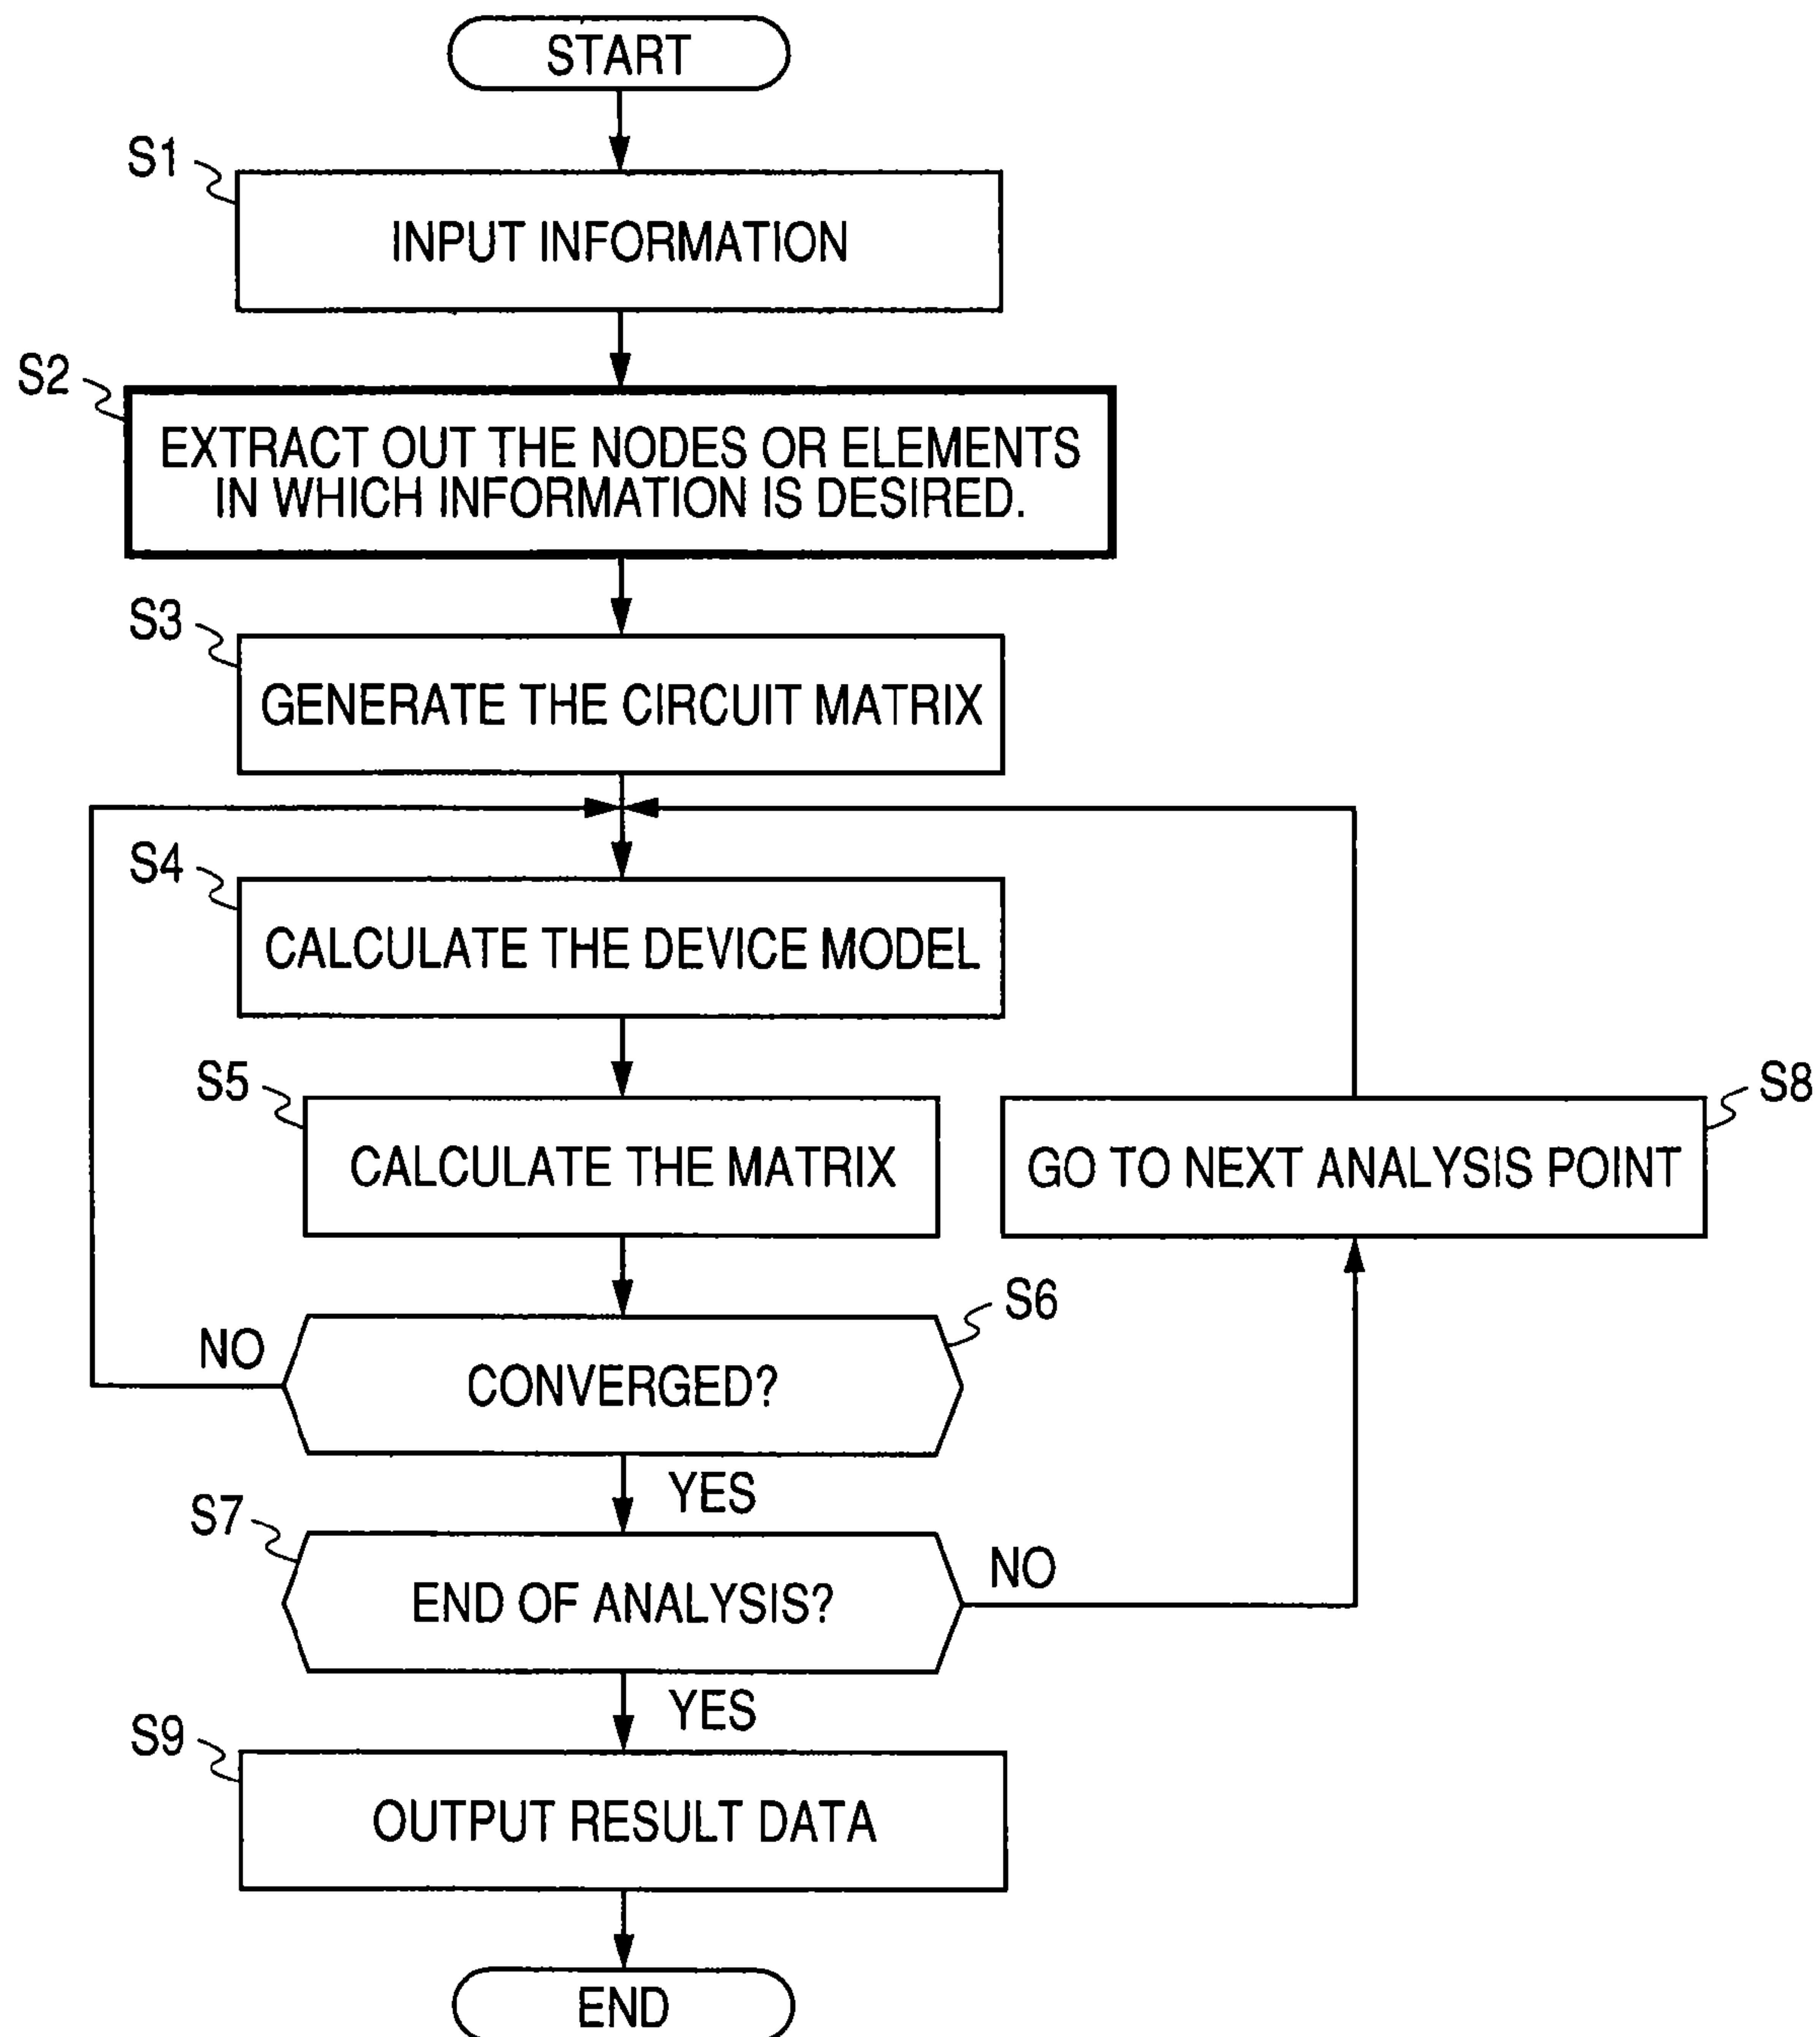 START
S1
INPUT INFORMATION
S2
EXTRACT OUT THE NODES OR ELEMENTS
IN WHICH INFORMATION IS DESIRED.
S3
GENERATE THE CIRCUIT MATRIX
S4
CALCULATE THE DEVICE MODEL
S5
CALCULATE THE MATRIX
S8
GO TO NEXT ANALYSIS POINT
S6
NO
CONVERGED?
YES
S7
END OF ANALYSIS?
NO
YES
S9
OUTPUT RESULT DATA
END